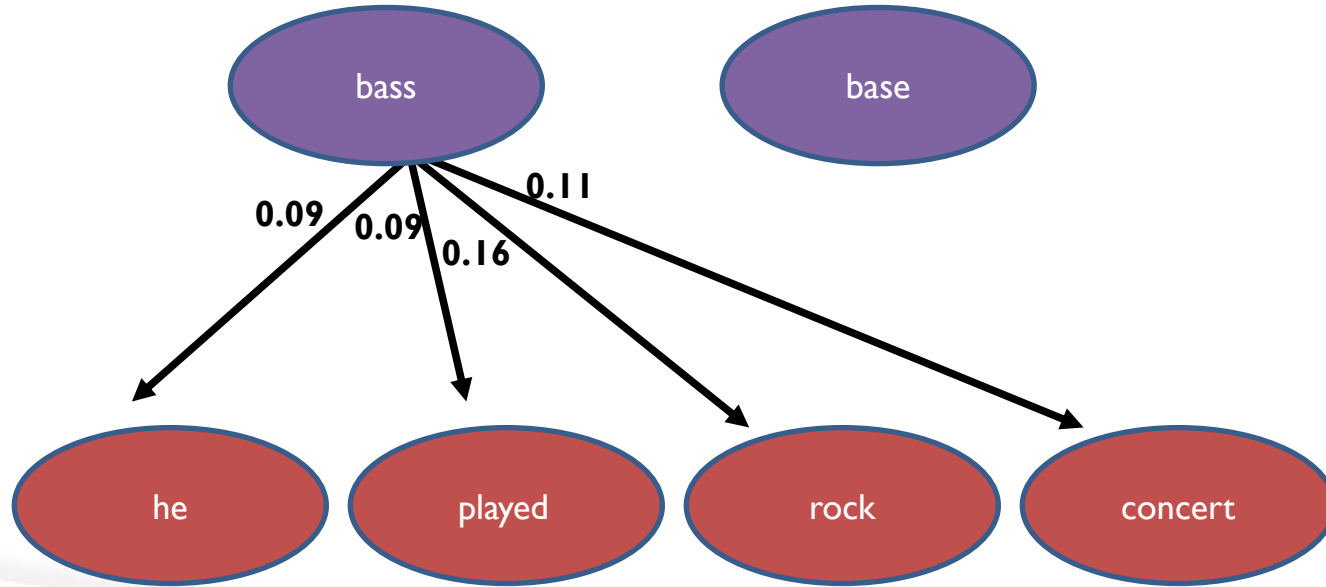 bass
base
0.11
0.09
0.09
0.16
he
played
rock
concert